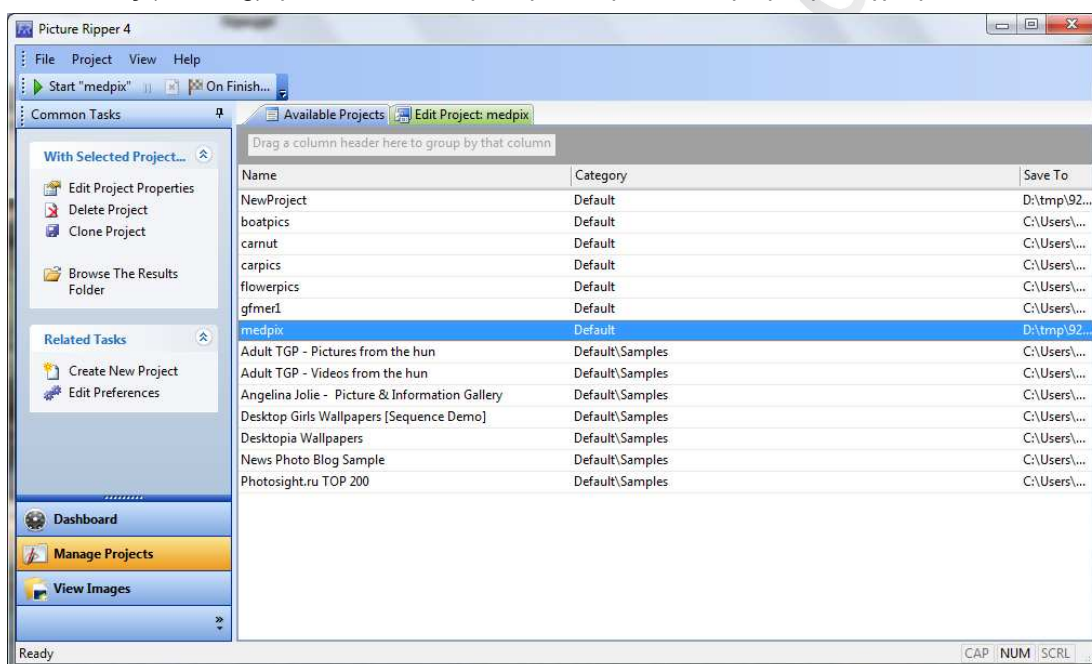 Picture Ripper 4
File Project View Help
Start "medpix" On Finish...
Common Tasks
Available Projects Edit Project: medpix
With Selected Project...
Edit Project Properties
Delete Project
Clone Project
Browse The Results
Folder
Related Tasks
Create New Project
Edit Preferences
Dashboard
Manage Projects
View Images
Drag a column header here to group by that column
Name Category Save To
NewProject Default D:\tmp\92...
boatpics Default C:\Users\...
carnut Default C:\Users\...
carpics Default C:\Users\...
flowerpics Default C:\Users\...
gfmer1 Default C:\Users\...
medpix Default D:\tmp\92...
Adult TGP - Pictures from the hun Default\Samples C:\Users\...
Adult TGP - Videos from the hun Default\Samples C:\Users\...
Angelina Jolie - Picture & Information Gallery Default\Samples C:\Users\...
Desktop Girls Wallpapers [Sequence Demo] Default\Samples C:\Users\...
Desktopia Wallpapers Default\Samples C:\Users\...
News Photo Blog Sample Default\Samples C:\Users\...
Photosight.ru TOP 200 Default\Samples C:\Users\...
Ready CAP NUM SCRL